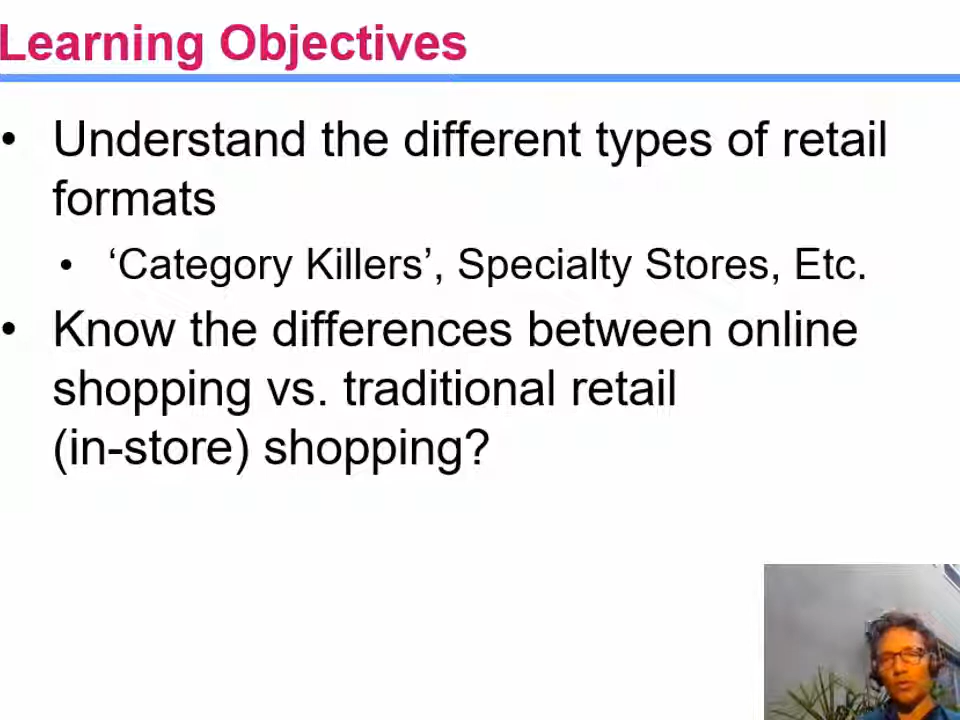 Learning Objectives
• Understand the different types of retail
formats
• ‘Category Killers’, Specialty Stores, Etc.
• Know the differences between online
shopping vs. traditional retail
(in-store) shopping?